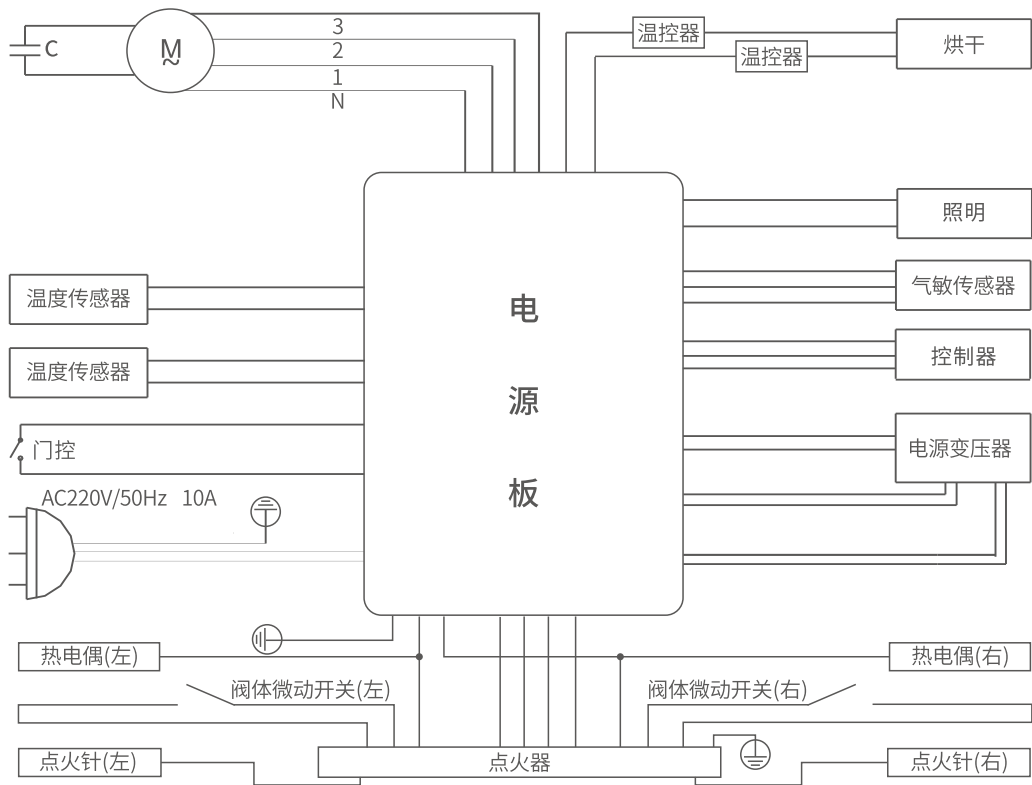 C
M
~
3
2
1
N
温控器
温控器
烘干
照明
气敏传感器
控制器
电源变压器
温度传感器
温度传感器
门控
AC220V/50Hz 10A
电
源
板
热电偶(左)
热电偶(右)
阀体微动开关(左)
阀体微动开关(右)
点火针(左)
点火器
点火针(右)